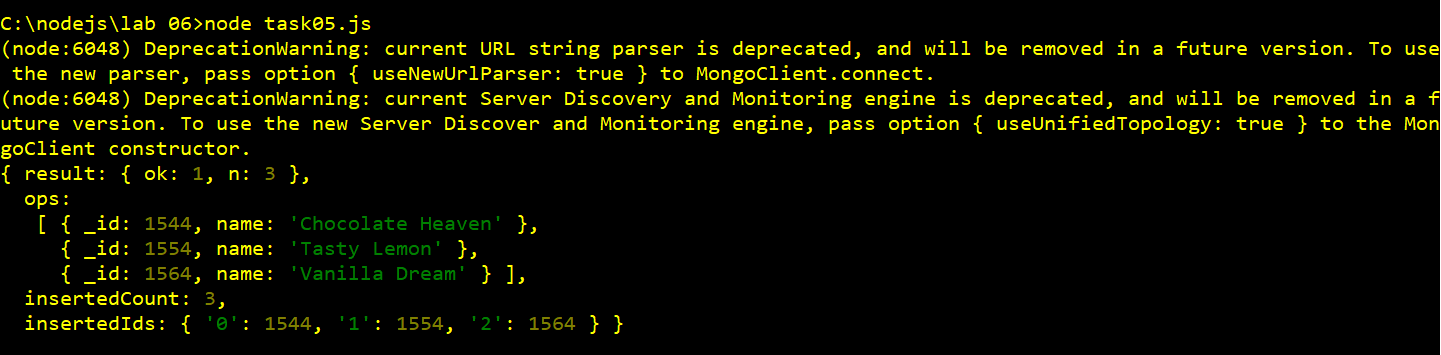 C:\nodejs\lab 06>node task05.js
(node:6048) DeprecationWarning: current URL string parser is deprecated, and will be removed in a future version. To use
 the new parser, pass option { useNewUrlParser: true } to MongoClient.connect.
(node:6048) DeprecationWarning: current Server Discovery and Monitoring engine is deprecated, and will be removed in a f
uture version. To use the new Server Discover and Monitoring engine, pass option { useUnifiedTopology: true } to the Mon
goClient constructor.
{ result: { ok: 1, n: 3 },
  ops:
   [ { _id: 1544, name: 'Chocolate Heaven' },
     { _id: 1554, name: 'Tasty Lemon' },
     { _id: 1564, name: 'Vanilla Dream' } ],
  insertedCount: 3,
  insertedIds: { '0': 1544, '1': 1554, '2': 1564 } }